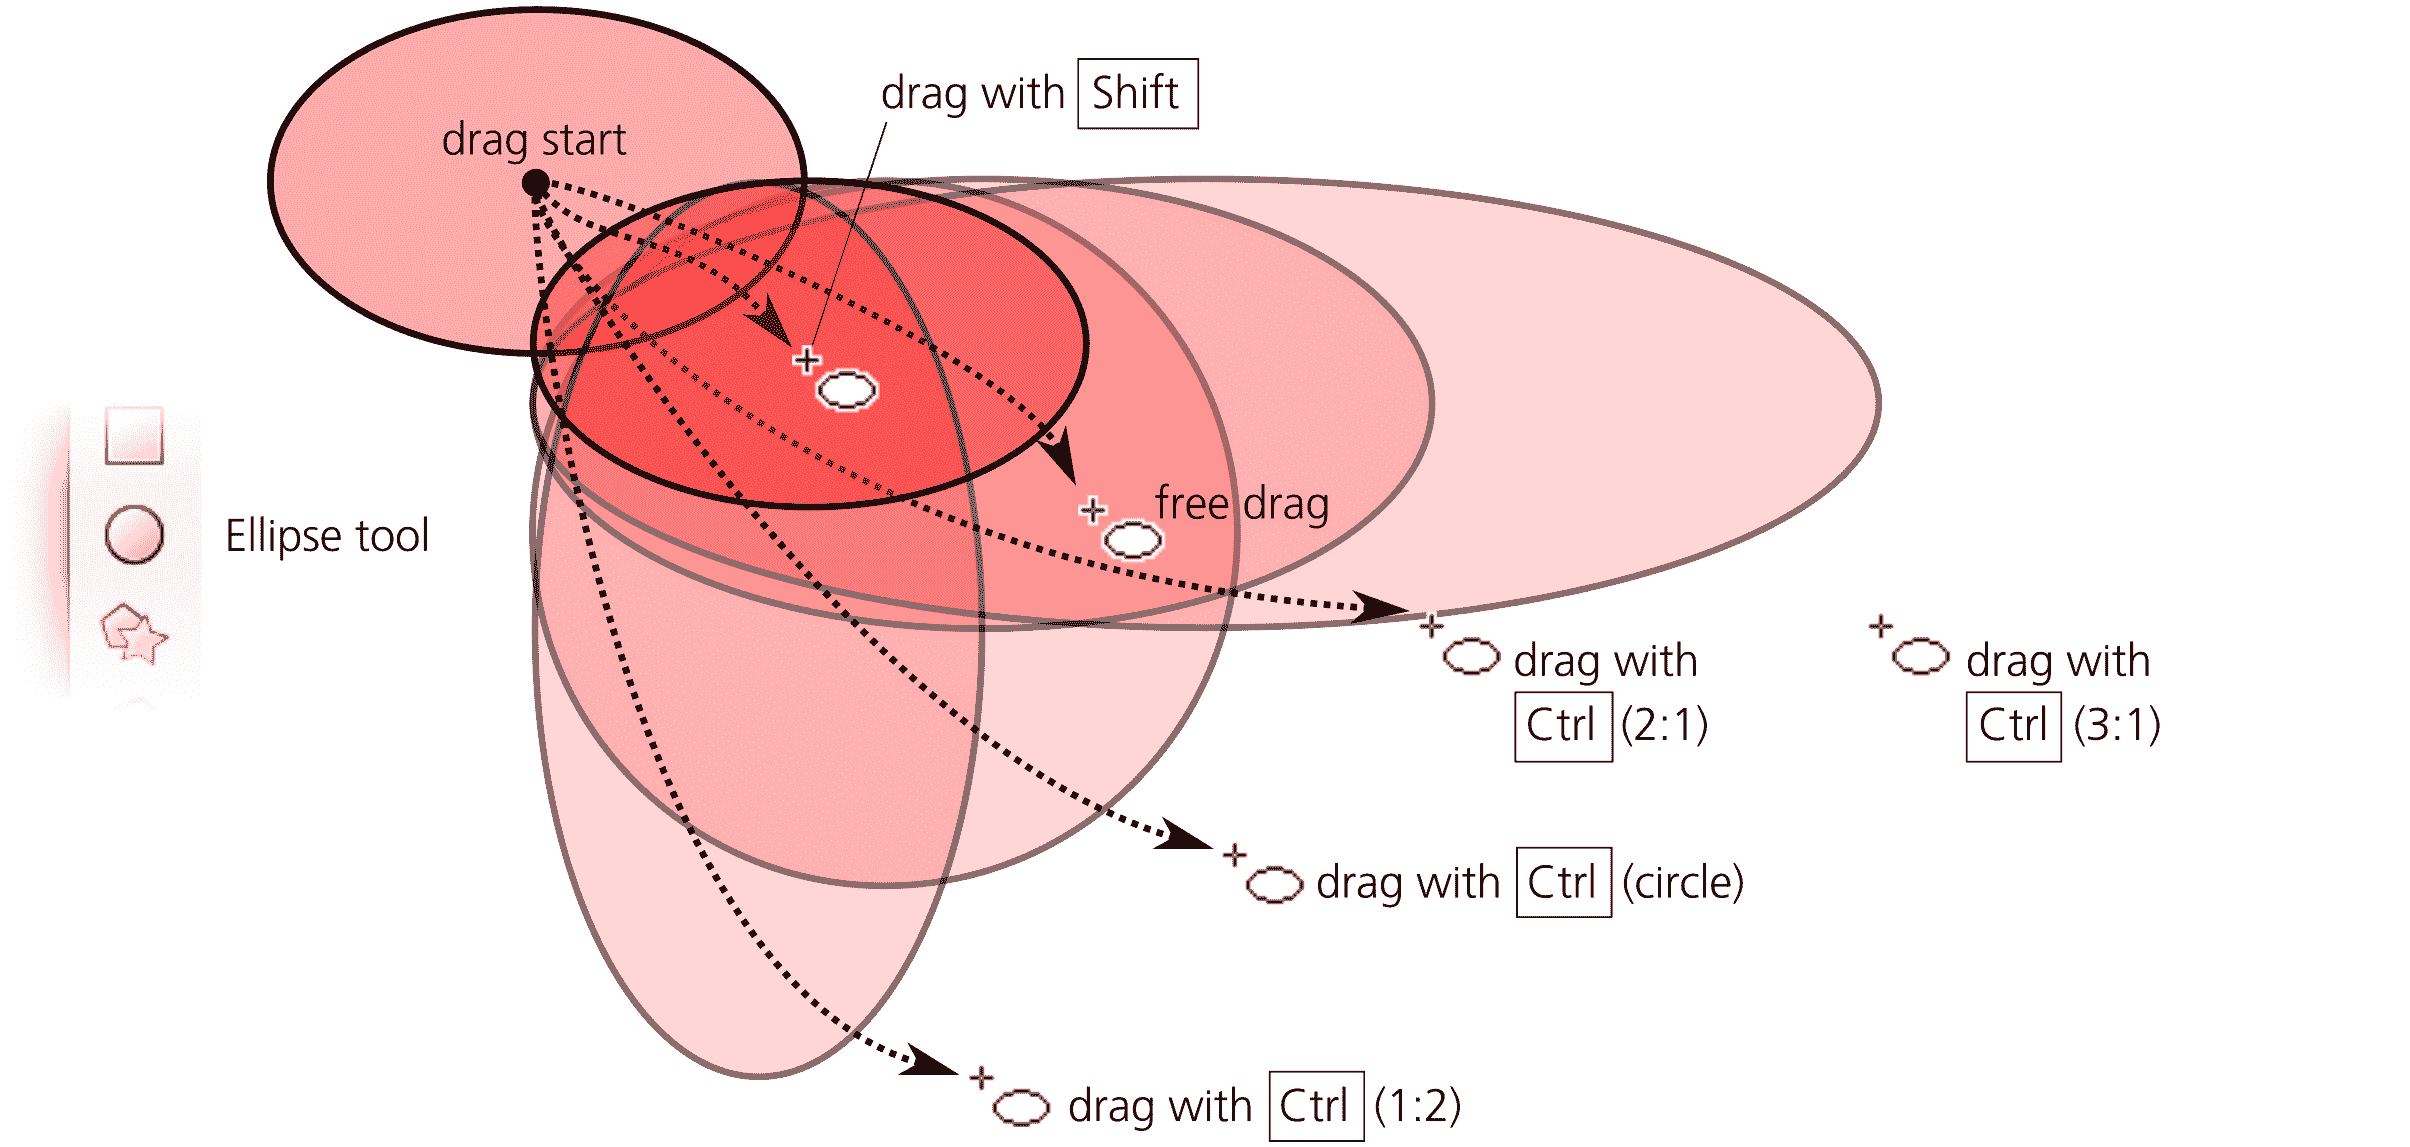 drag with Shift
drag start
free drag
Ellipse tool
drag with
Ctrl (2:1)
drag with
Ctrl (3:1)
drag with Ctrl (circle)
drag with Ctrl (1:2)